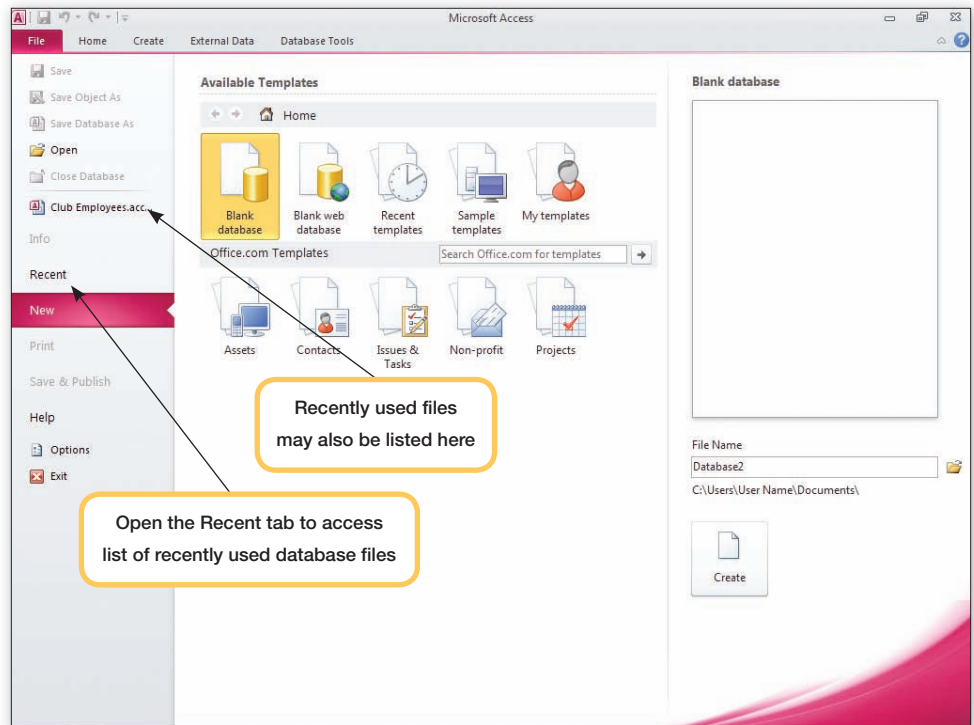 Microsoft Access
File Home Create External Data Database Tools
Save
Save Object As
Save Database As
Open
Close Database
Club Employees.acc...
Info
Recent
New
Print
Save & Publish
Help
Options
Exit
Available Templates
Home
Blank database
Blank web database
Recent templates
Sample templates
My templates
Office.com Templates
Search Office.com for templates
Assets
Contacts
Issues & Tasks
Non-profit
Projects
Recently used files
may also be listed here
Open the Recent tab to access
list of recently used database files
Blank database
File Name
Database2
C:\Users\User Name\Documents\
Create